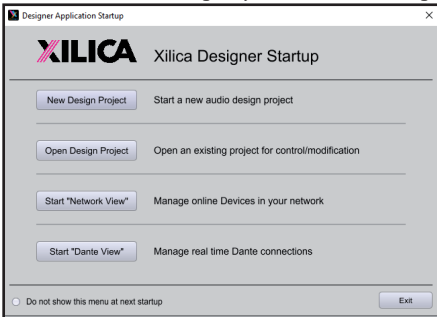 Designer Application Startup
XILICA Xilica Designer Startup
New Design Project Start a new audio design project
Open Design Project Open an existing project for control/modification
Start "Network View" Manage online Devices in your network
Start "Dante View" Manage real time Dante connections
Do not show this menu at next startup Exit